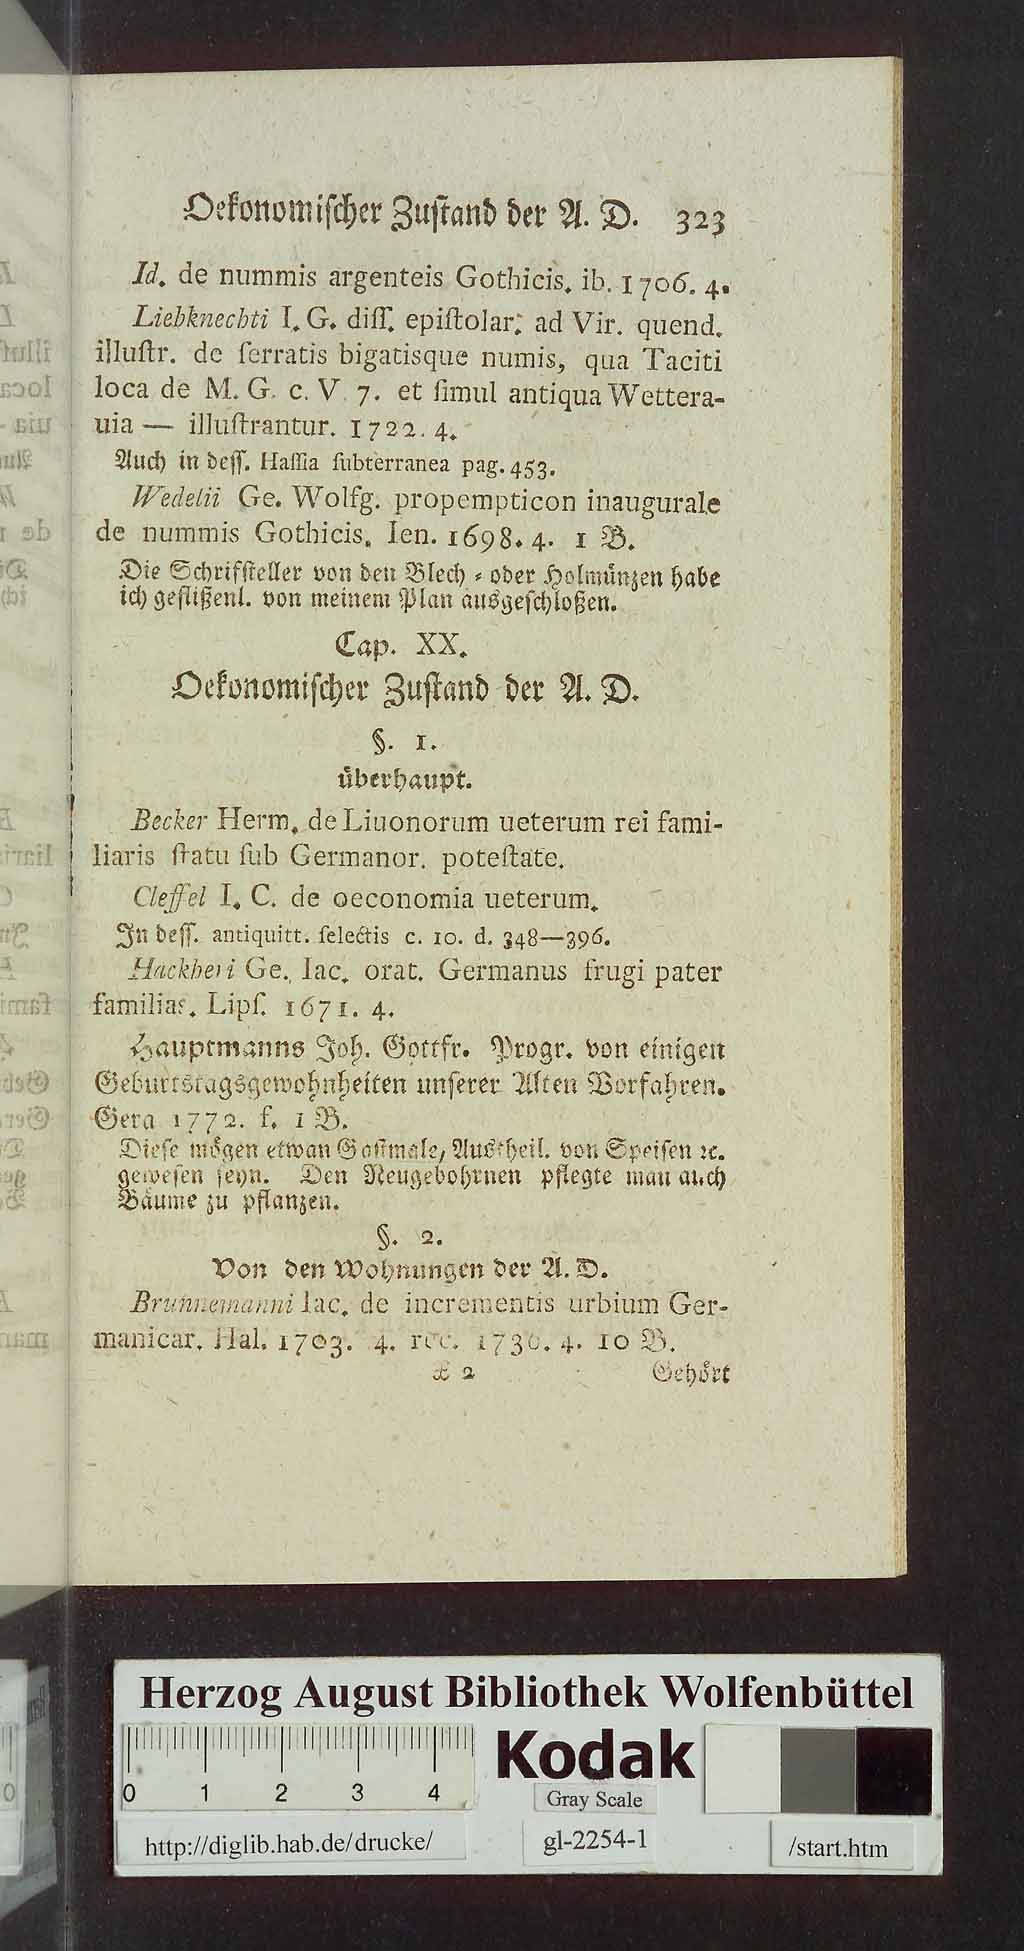 Oekonomiſcher Zuſtand der A. D. 323
Id. de nummis argenteis Gothicis. ib. 1706. 4.
Liebknechti I. G. diſſ. epiſtolar. ad Vir. quend.
illuſtr. de ſerratis bigatisque numis, qua Taciti
loca de M. G. c. V. 7. et ſimul antiqua Wettera-
uia — illuſtrantur. 1722. 4.
Auch in deſſ. Haſſia ſubterranea pag. 453.
Wedelii Ge. Wolfg. propempticon inaugurale
de nummis Gothicis. Ien. 1698. 4. 1 B.
Die Schrifſteller von den Blech - oder Holmünzen habe
ich geflißenl. von meinem Plan ausgeſchloßen.
Cap. XX.
Oekonomiſcher Zuſtand der A. D.
§. 1.
überhaupt.
Becker Herm. de Liuonorum ueterum rei fami-
liaris ſtatu ſub Germanor. poteſtate.
Cleffel I. C. de oeconomia ueterum.
In deſſ. antiquitt. ſelectis c. 10. d. 348—396.
Hackberi Ge. Iac. orat. Germanus frugi pater
familias. Lipſ. 1671. 4.
Hauptmanns Joh. Gottfr. Progr. von einigen
Geburtstagsgewohnheiten unſerer Alten Vorfahren.
Gera 1772. f. 1 B.
Dieſe mögen etwan Gaſtmale, Austheil. von Speiſen ꝛc.
geweſen ſeyn. Den Neugebohrnen pflegte man auch
Bäume zu pflanzen.
§. 2.
Von den Wohnungen der A. D.
Brunnemanni Iac. de incrementis urbium Ger-
manicar. Hal. 1703. 4. rec. 1730. 4. 10 B.
X 2 Gehört
Herzog August Bibliothek Wolfenbüttel
0 1 2 3 4
Kodak
Gray Scale
http://diglib.hab.de/drucke/ gl-2254-1 /start.htm